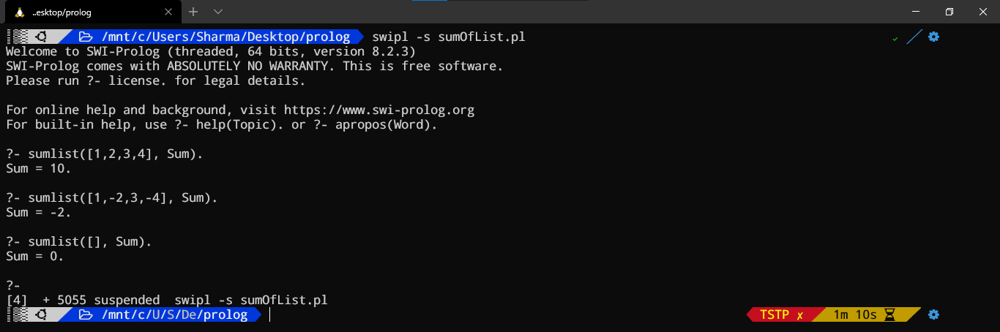 ..esktop/prolog
/mnt/c/Users/Sharma/Desktop/prolog swipl -s sumOfList.pl
Welcome to SWI-Prolog (threaded, 64 bits, version 8.2.3)
SWI-Prolog comes with ABSOLUTELY NO WARRANTY. This is free software.
Please run ?- license. for legal details.
For online help and background, visit https://www.swi-prolog.org
For built-in help, use ?- help(Topic). or ?- apropos(Word).
?- sumlist([1,2,3,4], Sum).
Sum = 10.
?- sumlist([1,-2,3,-4], Sum).
Sum = -2.
?- sumlist([], Sum).
Sum = 0.
?-
[4]  + 5055 suspended  swipl -s sumOfList.pl
/mnt/c/U/S/De/prolog TSTP x 1m 10s